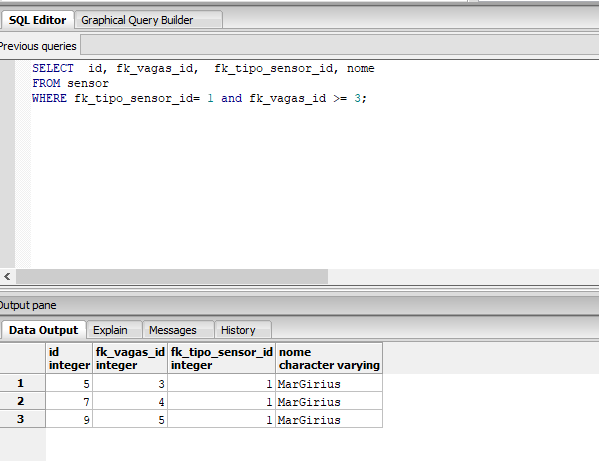 SQL Editor Graphical Query Builder
Previous queries
SELECT id, fk_vagas_id, fk_tipo_sensor_id, nome
FROM sensor
WHERE fk_tipo_sensor_id= 1 and fk_vagas_id >= 3;
Output pane
Data Output Explain Messages History
id fk_vagas_id fk_tipo_sensor_id nome
integer integer integer character varying
1 5 3 1 MarGirius
2 7 4 1 MarGirius
3 9 5 1 MarGirius